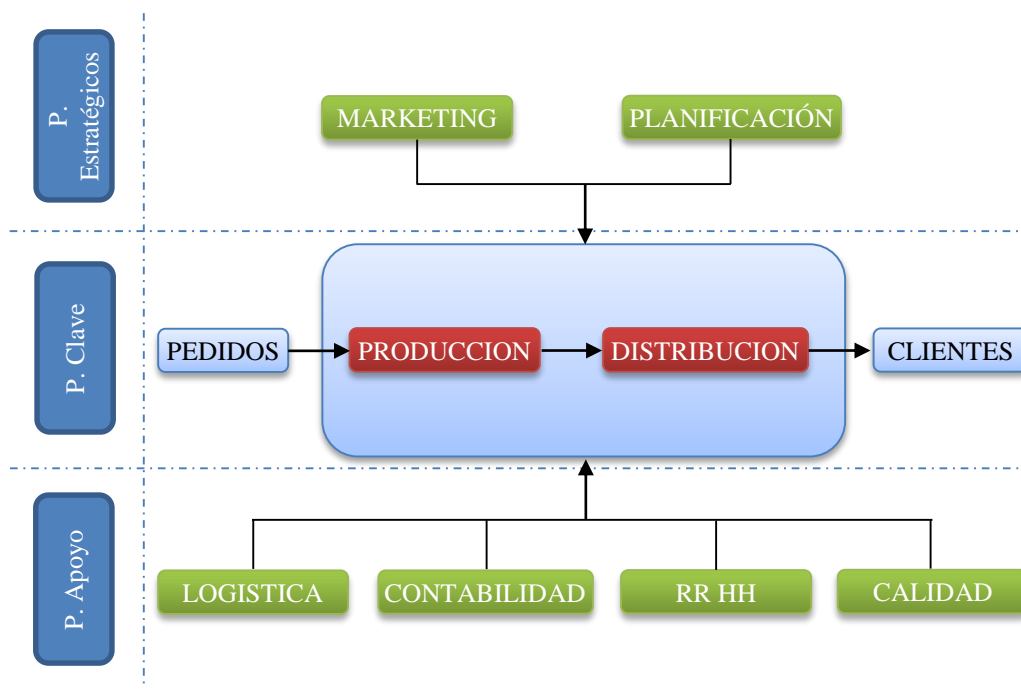 P.
Estratégicos
MARKETING
PLANIFICACIÓN
P. Clave
PEDIDOS
PRODUCCION
DISTRIBUCION
CLIENTES
P. Apoyo
LOGISTICA
CONTABILIDAD
RR HH
CALIDAD